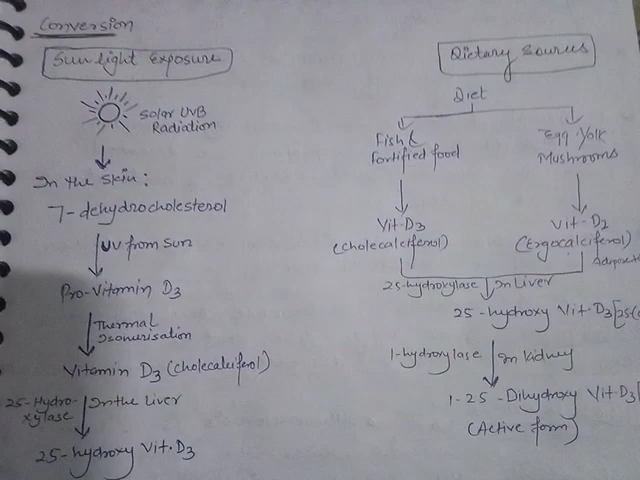 Conversion
Sunlight Exposure
Solar UVB
Radiation
In the Skin:
7-dehydrocholesterol
UV from Sun
Pro-Vitamin D3
Thermal
Isomerisation
Vitamin D3 (cholecalciferol)
25-Hydro-
xylase
In the Liver
25-hydroxy Vit.D3
Dietary Sources
Diet
Fish &
Fortified food
Egg Yolk
Mushrooms
Vit.D3
(Cholecalciferol)
Vit-D2
(Ergocalciferol)
25-hydroxylase
In Liver
25-hydroxy Vit.D3[25(
1-hydroxylase
In Kidney
1-25-Dihydroxy Vit.D3
(Active form)